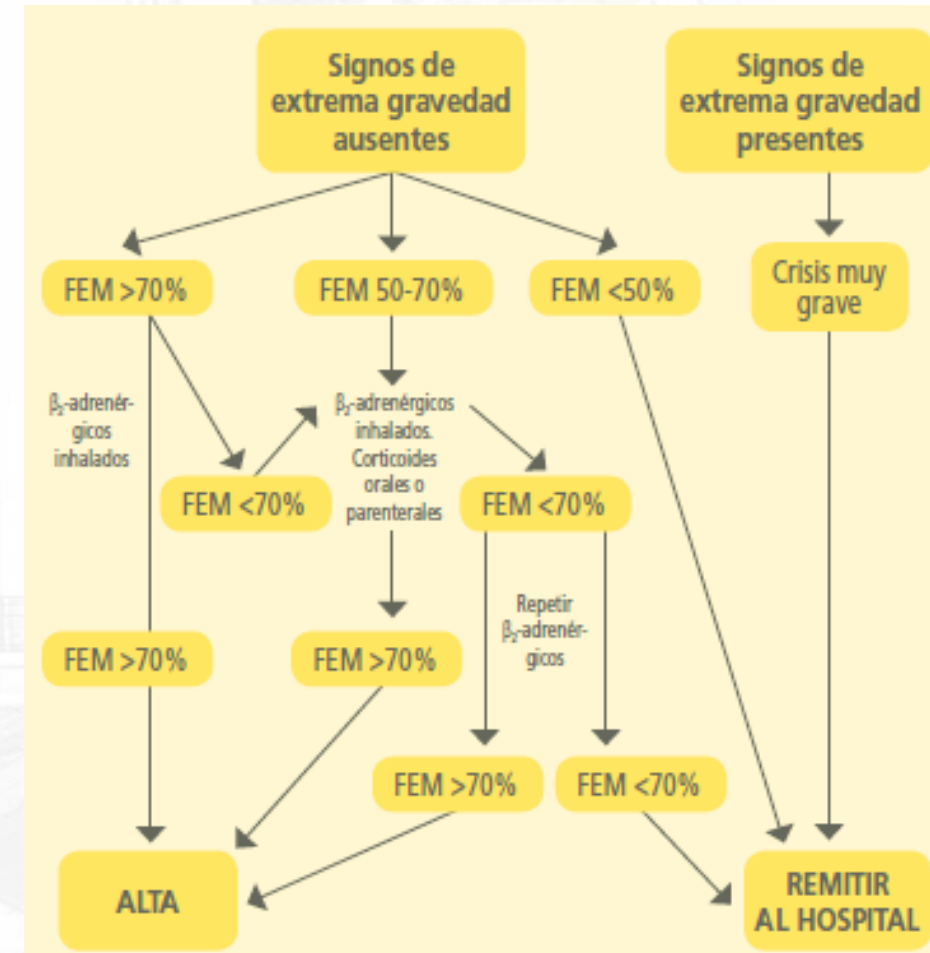 Signos de
extrema gravedad
ausentes
Signos de
extrema gravedad
presentes
FEM >70%
FEM 50-70%
FEM <50%
Crisis muy
grave
β₂-adrenér-
gicos
inhalados
β₂-adrenérgicos
inhalados.
Corticoides
orales o
parenterales
FEM <70%
FEM <70%
Repetir
β₂-adrenér-
gicos
FEM >70%
FEM >70%
FEM >70%
FEM <70%
ALTA
REMITIR
AL HOSPITAL